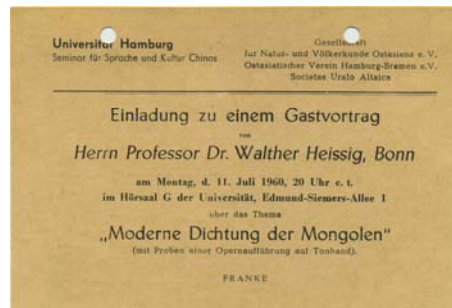 Universität Hamburg
Seminar für Sprache und Kultur Chinas
Gesellschaft
für Natur- und Völkerkunde Ostasiens e. V.
Ostasiatischer Verein Hamburg-Bremen e.V.
Societas Uralo Altaica
Einladung zu einem Gastvortrag
von
Herrn Professor Dr. Walther Heissig, Bonn
am Montag, d. 11. Juli 1960, 20 Uhr c. t.
im Hörsaal G der Universität, Edmund-Siemers-Allee 1
über das Thema
„Moderne Dichtung der Mongolen“
(mit Proben einer Opernaufführung auf Tonband).
FRANKE